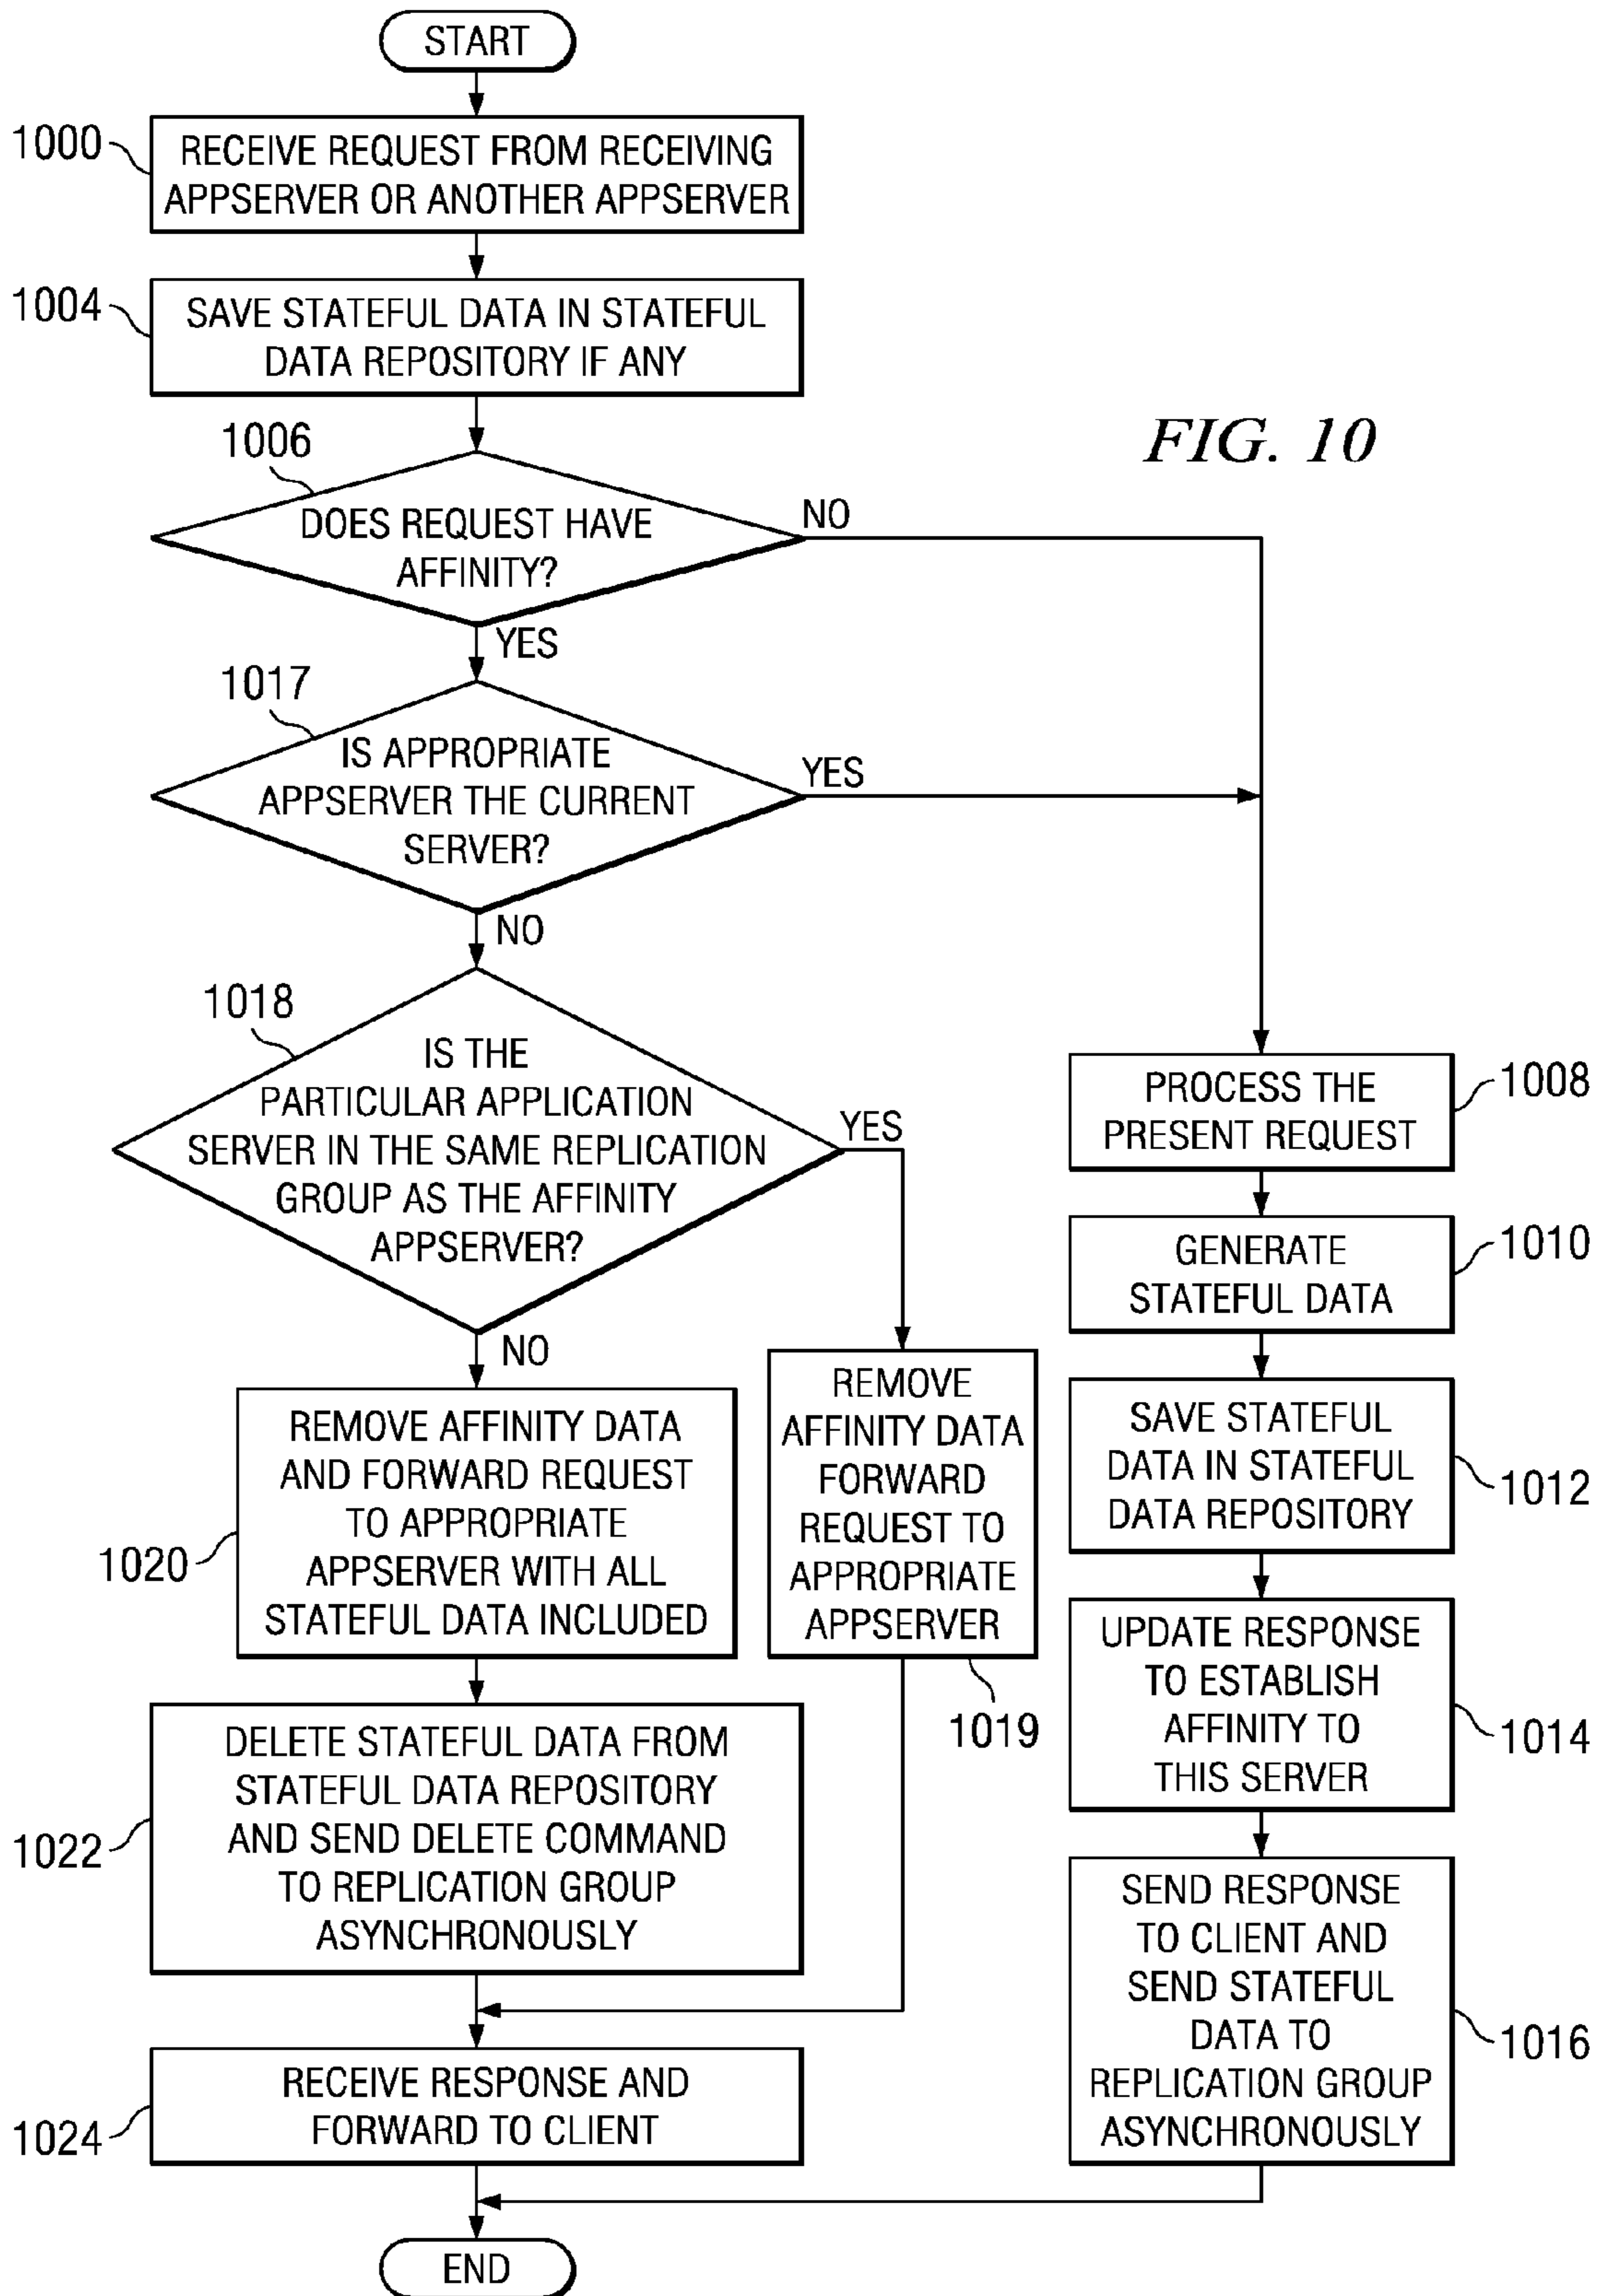 START
1000
RECEIVE REQUEST FROM RECEIVING
APPSERVER OR ANOTHER APPSERVER
1004
SAVE STATEFUL DATA IN STATEFUL
DATA REPOSITORY IF ANY
FIG. 10
1006
DOES REQUEST HAVE
AFFINITY?
NO
YES
1017
IS APPROPRIATE
APPSERVER THE CURRENT
SERVER?
YES
NO
1018
IS THE
PARTICULAR APPLICATION
SERVER IN THE SAME REPLICATION
GROUP AS THE AFFINITY
APPSERVER?
YES
NO
1020
REMOVE AFFINITY DATA
AND FORWARD REQUEST
TO APPROPRIATE
APPSERVER WITH ALL
STATEFUL DATA INCLUDED
REMOVE
AFFINITY DATA
FORWARD
REQUEST TO
APPROPRIATE
APPSERVER
1019
1022
DELETE STATEFUL DATA FROM
STATEFUL DATA REPOSITORY
AND SEND DELETE COMMAND
TO REPLICATION GROUP
ASYNCHRONOUSLY
1024
RECEIVE RESPONSE AND
FORWARD TO CLIENT
PROCESS THE
PRESENT REQUEST
1008
GENERATE
STATEFUL DATA
1010
SAVE STATEFUL
DATA IN STATEFUL
DATA REPOSITORY
1012
UPDATE RESPONSE
TO ESTABLISH
AFFINITY TO
THIS SERVER
1014
SEND RESPONSE
TO CLIENT AND
SEND STATEFUL
DATA TO
REPLICATION GROUP
ASYNCHRONOUSLY
1016
END